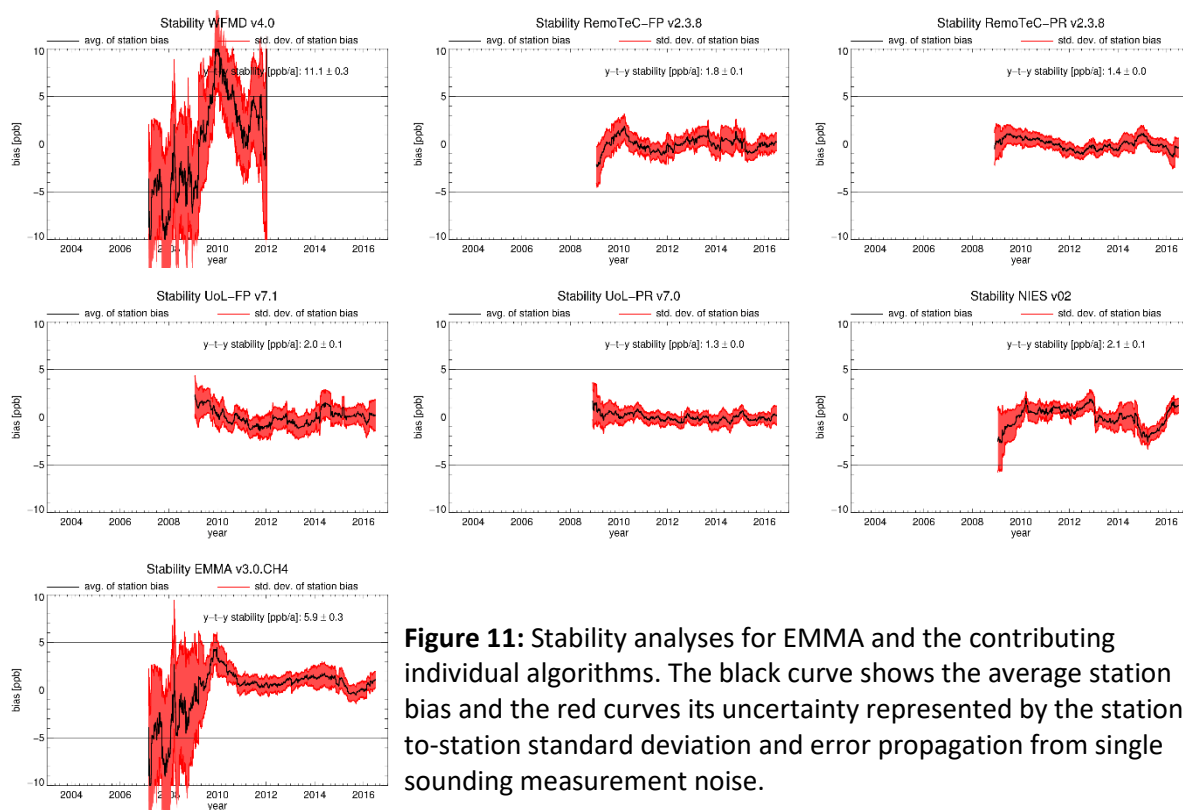 Stability WFMD v4.0
avg. of station bias
std. dev. of station bias
y-t-y stability [ppb/a]: 11.1 ± 0.3
10
5
0
-5
-10
bias [ppb]
2004 2006 2008 2010 2012 2014 2016
year
Stability RemoTeC-FP v2.3.8
avg. of station bias
std. dev. of station bias
y-t-y stability [ppb/a]: 1.8 ± 0.1
10
5
0
-5
-10
bias [ppb]
2004 2006 2008 2010 2012 2014 2016
year
Stability RemoTeC-PR v2.3.8
avg. of station bias
std. dev. of station bias
y-t-y stability [ppb/a]: 1.4 ± 0.0
10
5
0
-5
-10
bias [ppb]
2004 2006 2008 2010 2012 2014 2016
year
Stability UoL-FP v7.1
avg. of station bias
std. dev. of station bias
y-t-y stability [ppb/a]: 2.0 ± 0.1
10
5
0
-5
-10
bias [ppb]
2004 2006 2008 2010 2012 2014 2016
year
Stability UoL-PR v7.0
avg. of station bias
std. dev. of station bias
y-t-y stability [ppb/a]: 1.3 ± 0.0
10
5
0
-5
-10
bias [ppb]
2004 2006 2008 2010 2012 2014 2016
year
Stability NIES v02
avg. of station bias
std. dev. of station bias
y-t-y stability [ppb/a]: 2.1 ± 0.1
10
5
0
-5
-10
bias [ppb]
2004 2006 2008 2010 2012 2014 2016
year
Stability EMMA v3.0.CH4
avg. of station bias
std. dev. of station bias
y-t-y stability [ppb/a]: 5.9 ± 0.3
10
5
0
-5
-10
bias [ppb]
2004 2006 2008 2010 2012 2014 2016
year
Figure 11: Stability analyses for EMMA and the contributing
individual algorithms. The black curve shows the average station
bias and the red curves its uncertainty represented by the station
to-station standard deviation and error propagation from single
sounding measurement noise.